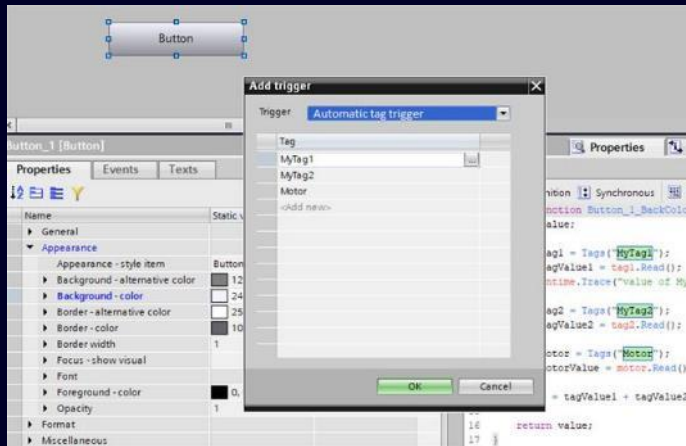 Button
Add trigger
Trigger
Automatic tag trigger
Tag
MyTag1
...
MyTag2
Motor
<Add new>
OK
Cancel
utton_1 [Button]
Properties
Events
Texts
Name
Static v
General
Appearance
Appearance - style item
Button
Background - alternative color
12
Background - color
24
Border - alternative color
25
Border - color
10
Border width
1
Focus - show visual
Font
Foreground - color
0,
Opacity
1
Format
Miscellaneous
Properties
nition
Synchronous
nction Button_1_BackColo
alue;
ag1 = Tags("MyTag1");
agValue1 = tag1.Read();
ntime.Trace("value of My
ag2 = Tags("MyTag2");
agValue2 = tag2.Read();
otor = Tags("Motor");
otorValue = motor.Read()
= tagValue1 + tagValue2
16 return value;
17 }